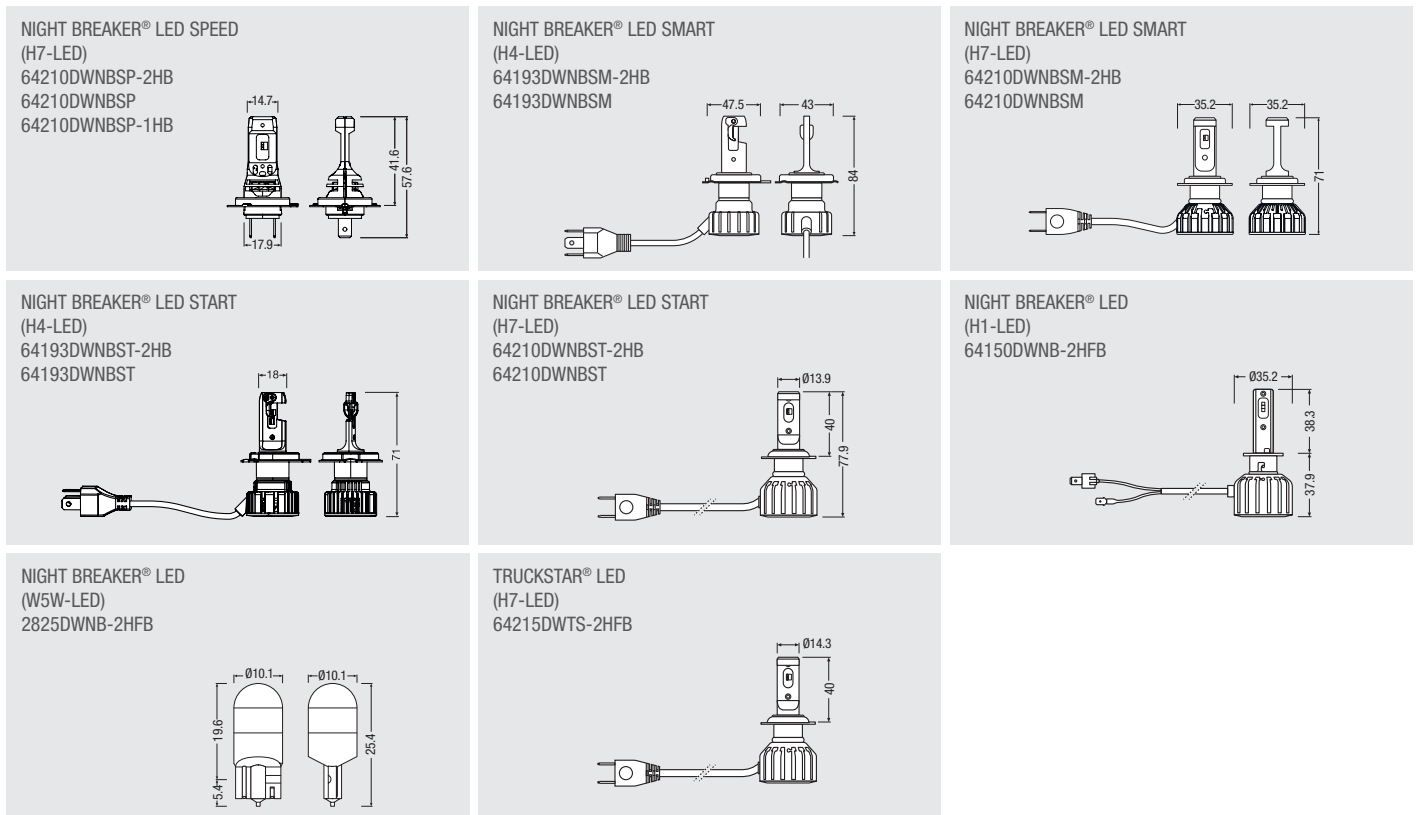 NIGHT BREAKER® LED SPEED
(H7-LED)
64210DWNBSP-2HB
64210DWNBSP
64210DWNBSP-1HB
14.7
41.6
57.6
17.9
NIGHT BREAKER® LED SMART
(H4-LED)
64193DWNBSM-2HB
64193DWNBSM
47.5
43
84
NIGHT BREAKER® LED SMART
(H7-LED)
64210DWNBSM-2HB
64210DWNBSM
35.2
35.2
71
NIGHT BREAKER® LED START
(H4-LED)
64193DWNBST-2HB
64193DWNBST
18
71
NIGHT BREAKER® LED START
(H7-LED)
64210DWNBST-2HB
64210DWNBST
Ø13.9
40
77.9
NIGHT BREAKER® LED
(H1-LED)
64150DWNB-2HFB
Ø35.2
38.3
37.9
NIGHT BREAKER® LED
(W5W-LED)
2825DWNB-2HFB
Ø10.1
Ø10.1
19.6
25.4
5.4
TRUCKSTAR® LED
(H7-LED)
64215DWTS-2HFB
Ø14.3
40